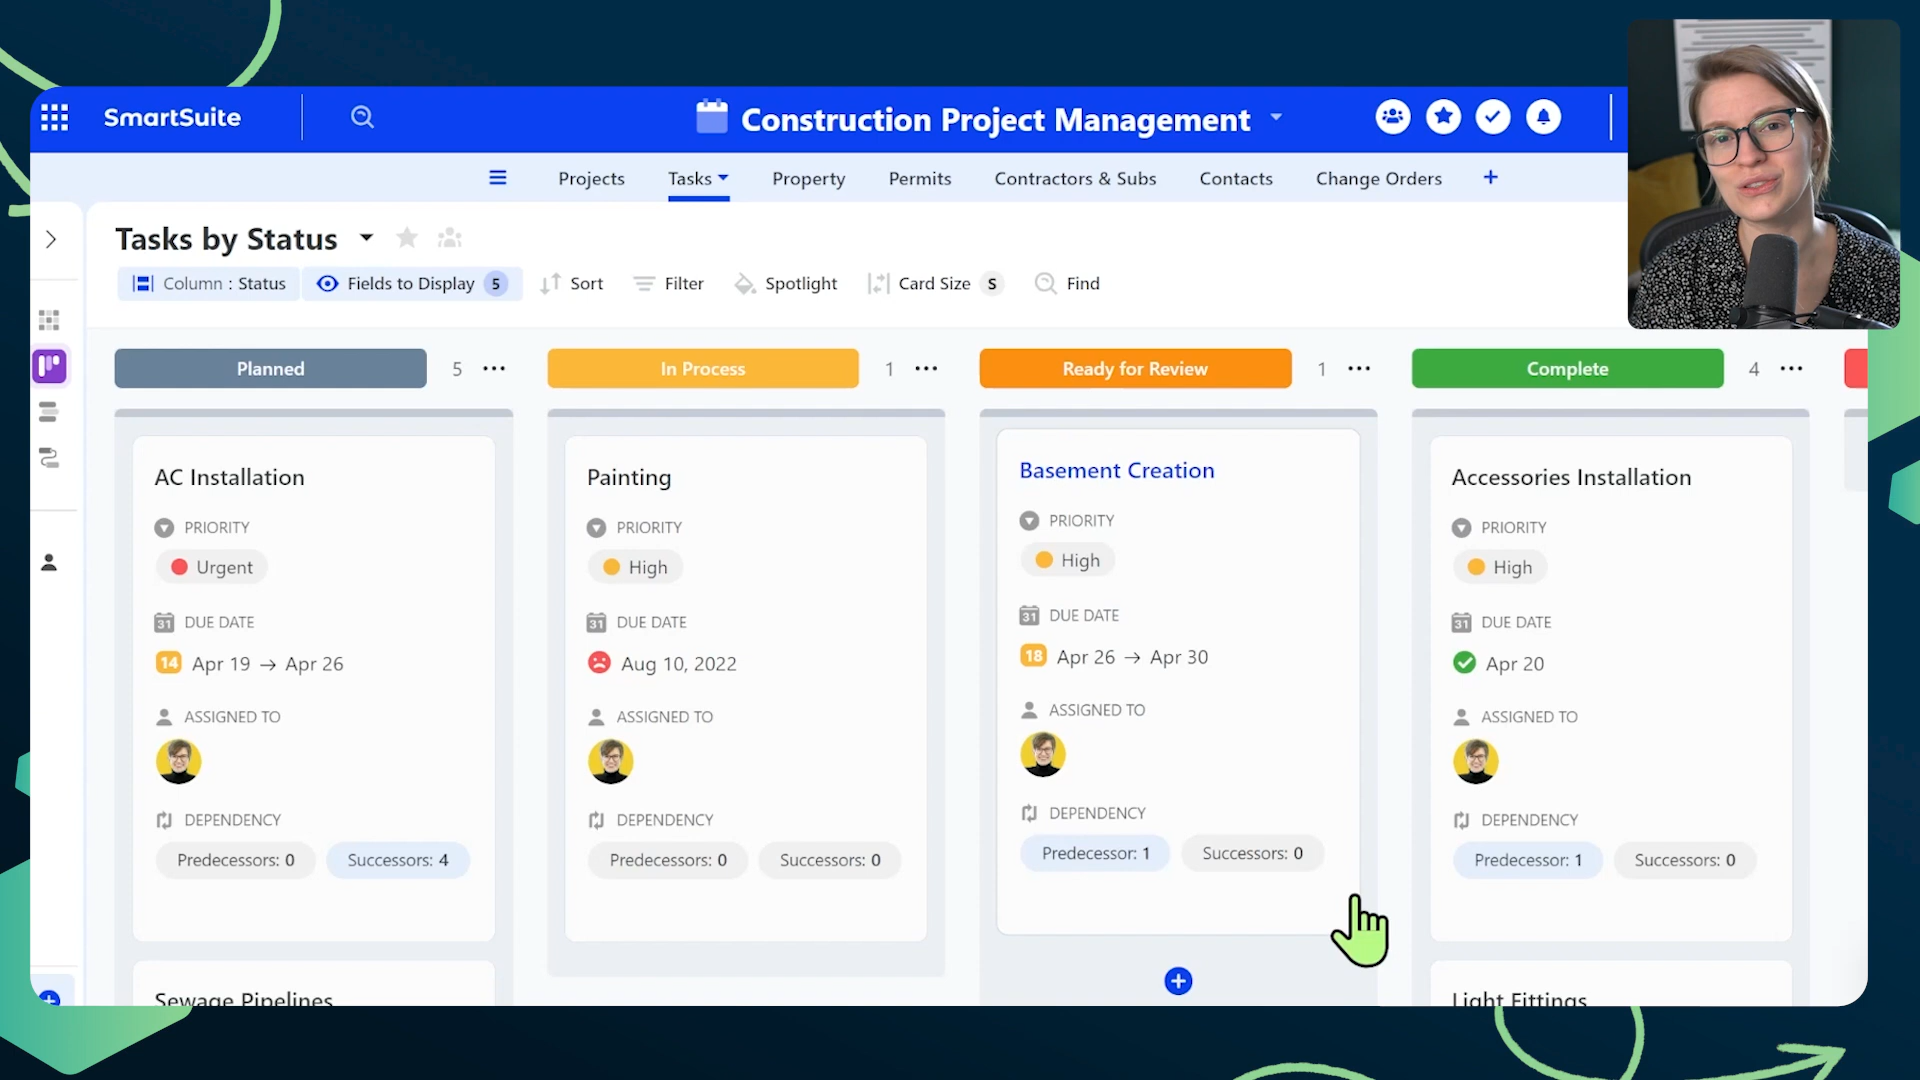 SmartSuite
Construction Project Management
Projects
Tasks
Property
Permits
Contractors & Subs
Contacts
Change Orders
Tasks by Status
Column : Status
Fields to Display 5
Sort
Filter
Spotlight
Card Size S
Find
Planned 5
In Process 1
Ready for Review 1
Complete 4
AC Installation
PRIORITY
Urgent
31 DUE DATE
14 Apr 19 → Apr 26
ASSIGNED TO
DEPENDENCY
Predecessors: 0 Successors: 4
Sewage Pipelines
Painting
PRIORITY
High
31 DUE DATE
Aug 10, 2022
ASSIGNED TO
DEPENDENCY
Predecessors: 0 Successors: 0
Basement Creation
PRIORITY
High
31 DUE DATE
18 Apr 26 → Apr 30
ASSIGNED TO
DEPENDENCY
Predecessor: 1 Successors: 0
Accessories Installation
PRIORITY
High
31 DUE DATE
Apr 20
ASSIGNED TO
DEPENDENCY
Predecessor: 1 Successors: 0
Light Fittings